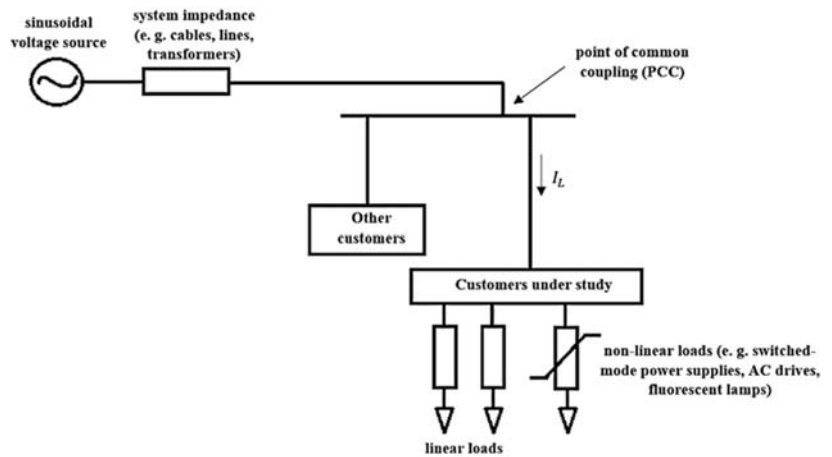 sinusoidal
voltage source
system impedance
(e. g. cables, lines,
transformers)
point of common
coupling (PCC)
I_L
Other
customers
Customers under study
non-linear loads (e. g. switched-
mode power supplies, AC drives,
fluorescent lamps)
linear loads